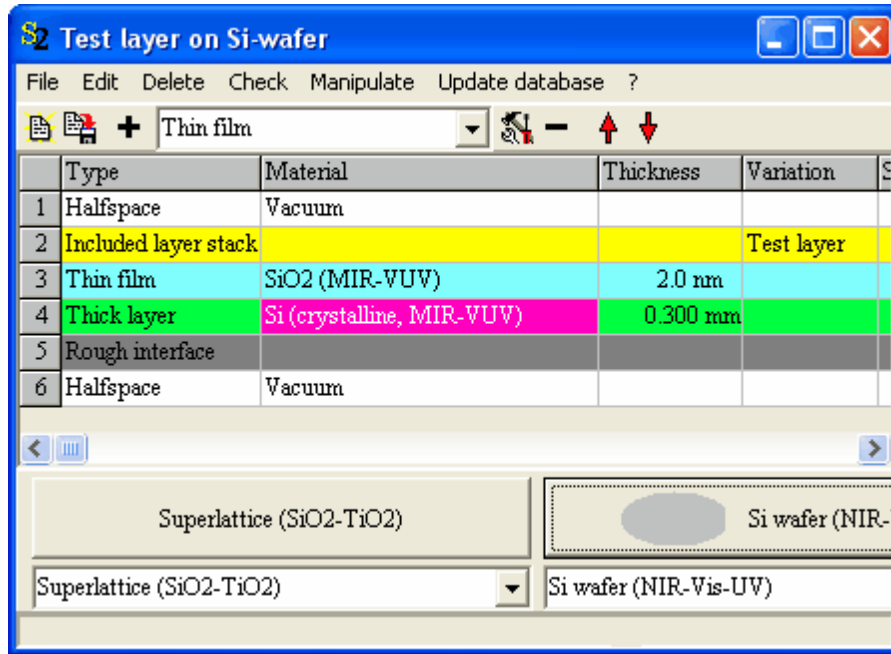 S2 Test layer on Si-wafer
File Edit Delete Check Manipulate Update database ?
Thin film
Type Material Thickness Variation S
1 Halfspace Vacuum
2 Included layer stack Test layer
3 Thin film SiO2 (MIR-VUV) 2.0 nm
4 Thick layer Si (crystalline, MIR-VUV) 0.300 mm
5 Rough interface
6 Halfspace Vacuum
Superlattice (SiO2-TiO2) Si wafer (NIR-
Superlattice (SiO2-TiO2) Si wafer (NIR-Vis-UV)